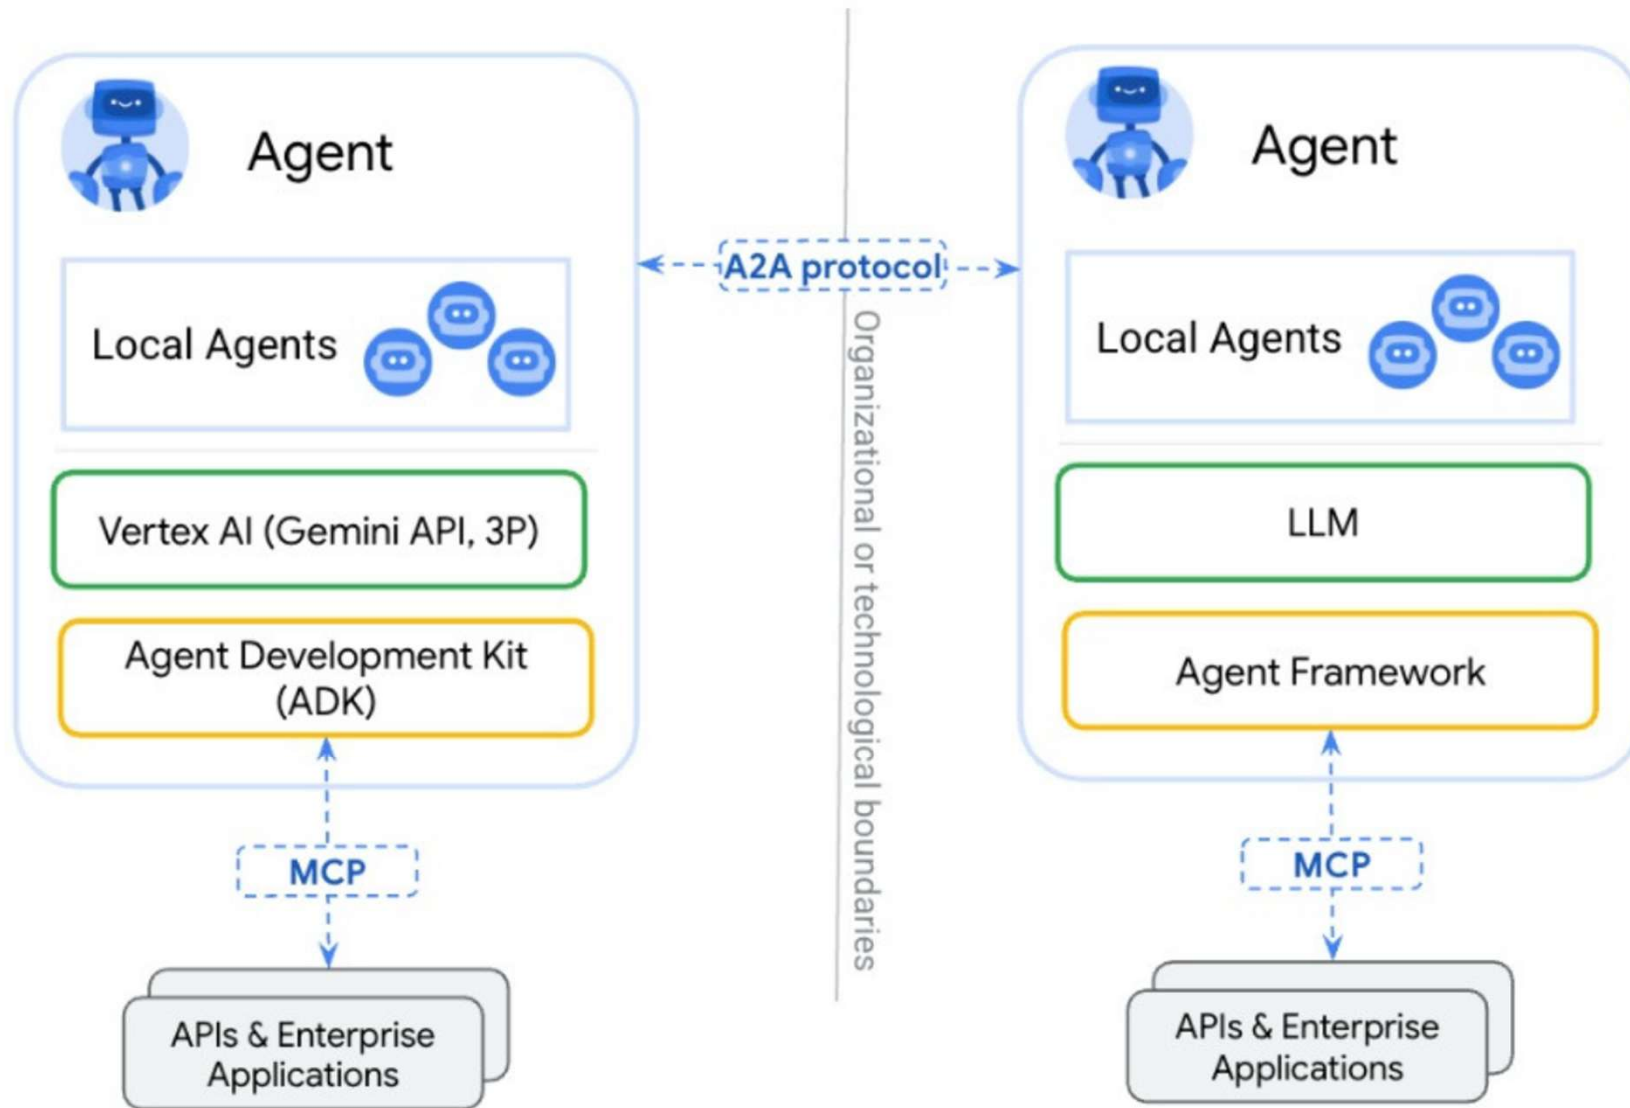 Agent
Local Agents
Vertex AI (Gemini API, 3P)
Agent Development Kit
(ADK)
MCP
APIs & Enterprise
Applications
A2A protocol
Organizational or technological boundaries
Agent
Local Agents
LLM
Agent Framework
MCP
APIs & Enterprise
Applications